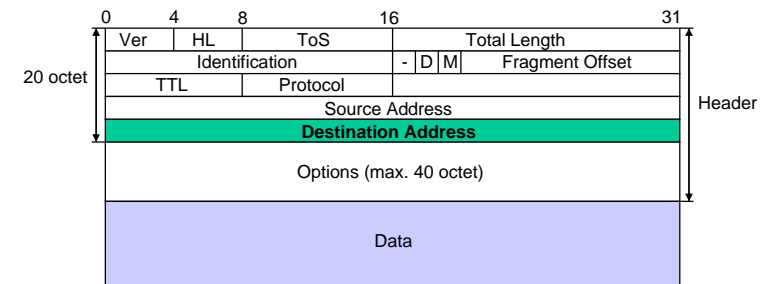 0 4 8 16 31
Ver HL ToS Total Length
Identification - D M Fragment Offset
20 octet
TTL Protocol
Source Address
Header
Destination Address
Options (max. 40 octet)
Data